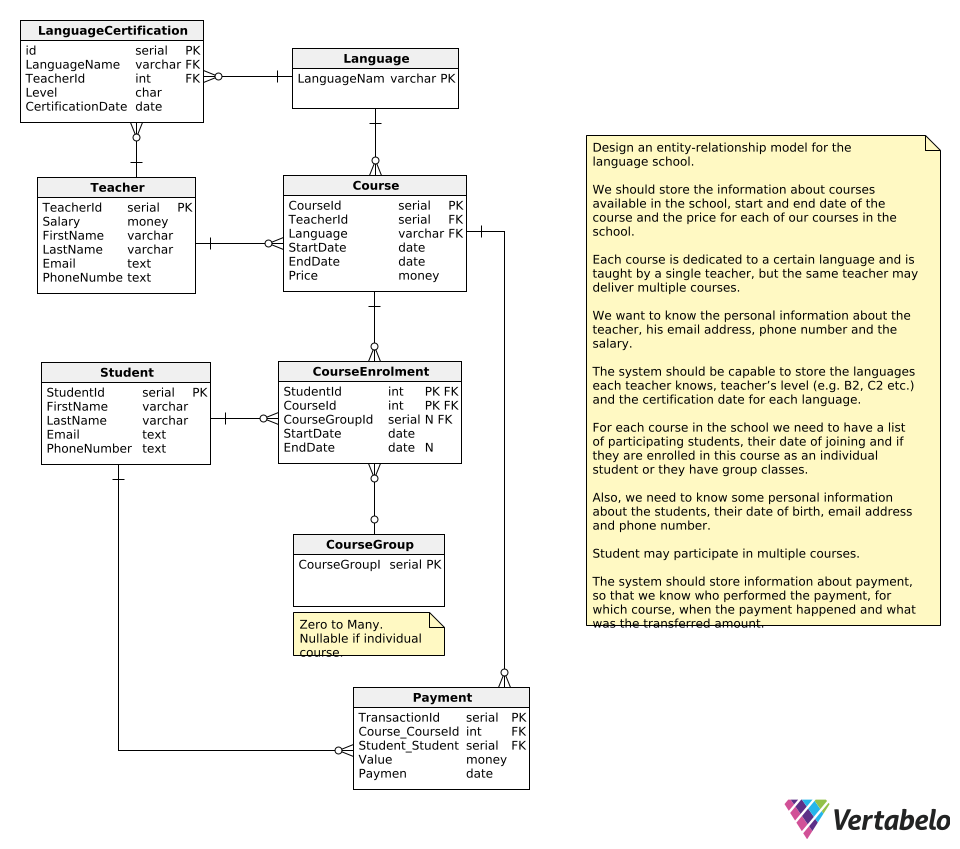 LanguageCertification
id serial PK
LanguageName varchar FK
TeacherId int FK
Level char
CertificationDate date
Language
LanguageNam varchar PK
Teacher
TeacherId serial PK
Salary money
FirstName varchar
LastName varchar
Email text
PhoneNumbe text
Course
CourseId serial PK
TeacherId serial FK
Language varchar FK
StartDate date
EndDate date
Price money
Student
StudentId serial PK
FirstName varchar
LastName varchar
Email text
PhoneNumber text
CourseEnrolment
StudentId int PK FK
CourseId int PK FK
CourseGroupId serial N FK
StartDate date
EndDate date N
CourseGroup
CourseGroupI serial PK
Zero to Many.
Nullable if individual
course.
Payment
TransactionId serial PK
Course_CourseId int FK
Student_Student serial FK
Value money
Paymen date
Design an entity-relationship model for the
language school.
We should store the information about courses
available in the school, start and end date of the
course and the price for each of our courses in the
school.
Each course is dedicated to a certain language and is
taught by a single teacher, but the same teacher may
deliver multiple courses.
We want to know the personal information about the
teacher, his email address, phone number and the
salary.
The system should be capable to store the languages
each teacher knows, teacher's level (e.g. B2, C2 etc.)
and the certification date for each language.
For each course in the school we need to have a list
of participating students, their date of joining and if
they are enrolled in this course as an individual
student or they have group classes.
Also, we need to know some personal information
about the students, their date of birth, email address
and phone number.
Student may participate in multiple courses.
The system should store information about payment,
so that we know who performed the payment, for
which course, when the payment happened and what
was the transferred amount.
Vertabelo